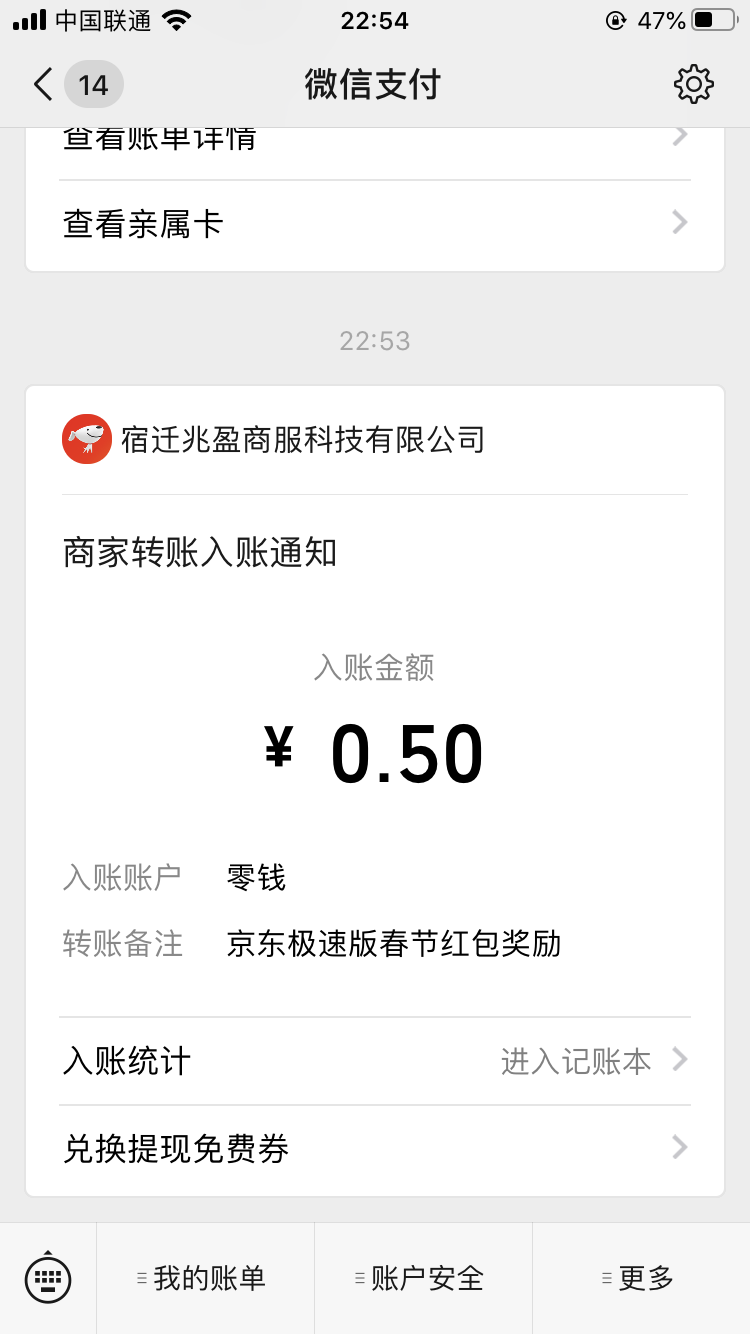 中国联通
22:54
47%
14
微信支付
查看账单详情
查看亲属卡
22:53
宿迁兆盈商服科技有限公司
商家转账入账通知
入账金额
¥ 0.50
入账账户 零钱
转账备注 京东极速版春节红包奖励
入账统计 进入记账本
兑换提现免费券
我的账单
账户安全
更多